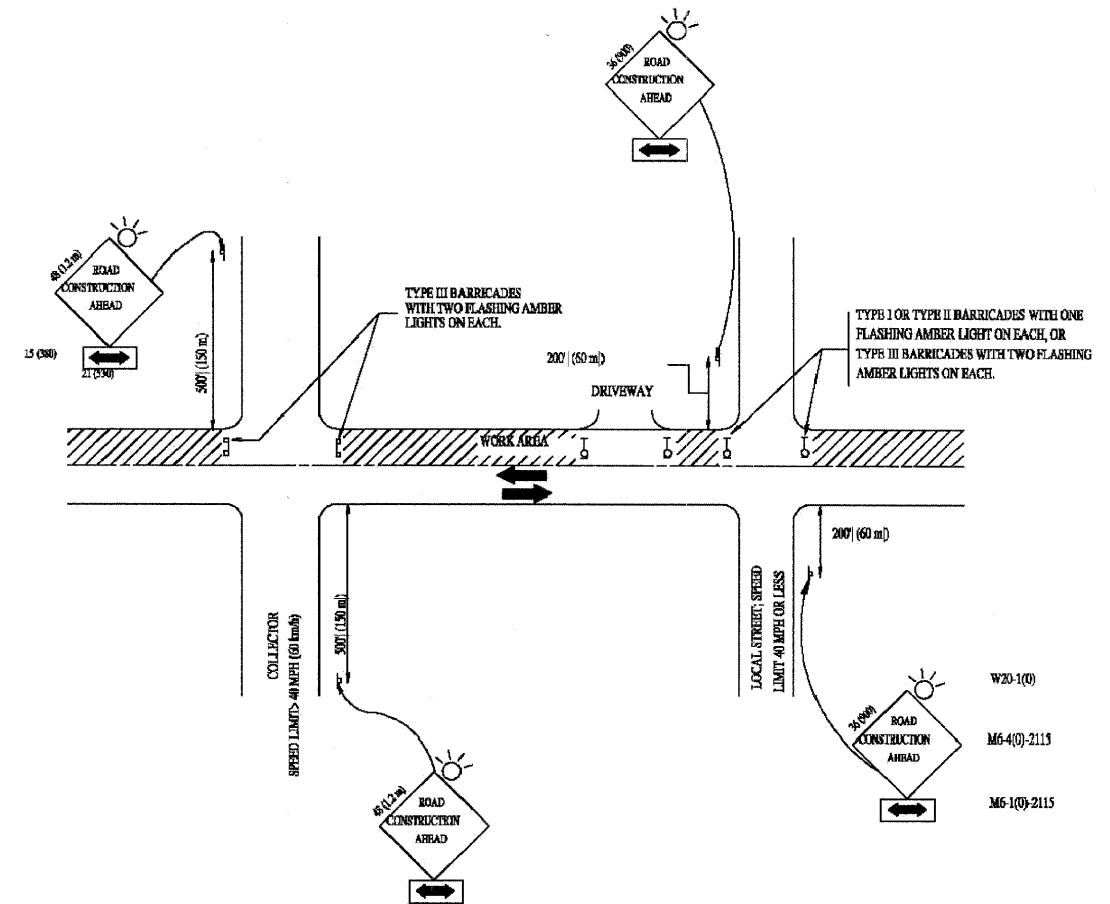 36 (900)
ROAD
CONSTRUCTION
AHEAD
48 (1.2 m)
ROAD
CONSTRUCTION
AHEAD
15 (380)
21 (530)
500'| (150 m|)
TYPE III BARRICADES
WITH TWO FLASHING AMBER
LIGHTS ON EACH.
200'| (60 m|)
DRIVEWAY
TYPE I OR TYPE II BARRICADES WITH ONE
FLASHING AMBER LIGHT ON EACH, OR
TYPE III BARRICADES WITH TWO FLASHING
AMBER LIGHTS ON EACH.
WORK AREA
COLLECTOR
SPEED LIMIT> 40 MPH (60 km/h)
500'| (150 m|)
LOCAL STREET; SPEED
LIMIT 40 MPH OR LESS
200'| (60 m|)
48 (1.2 m)
ROAD
CONSTRUCTION
AHEAD
36 (900)
ROAD
CONSTRUCTION
AHEAD
W20-1(0)
M6-4(0)-2115
M6-1(0)-2115